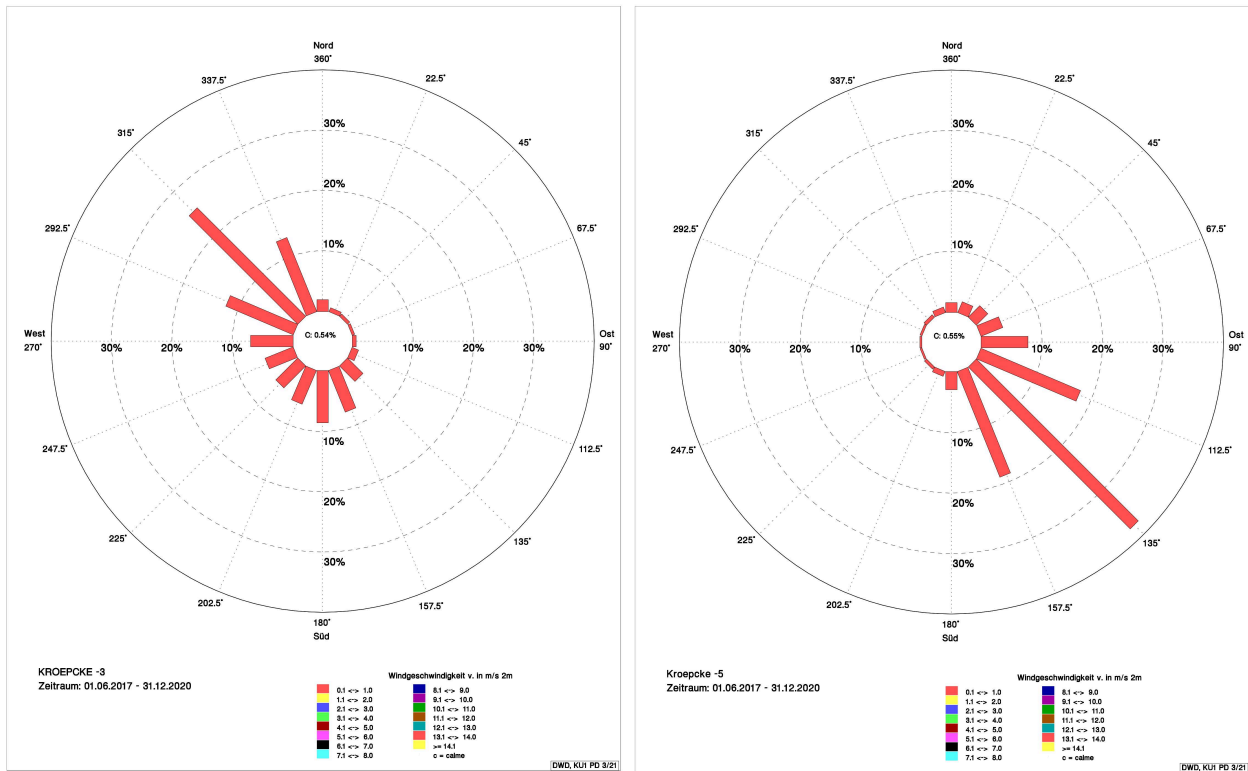 Nord
360°
337.5° 22.5°
315° 45°
30%
20%
292.5° 67.5°
10%
West C: 0.54% Ost
270° 30% 20% 10% 10% 20% 30% 90°
10%
247.5° 112.5°
20%
225° 135°
30%
202.5° 157.5°
180°
Süd
KROEPCKE -3
Zeitraum: 01.06.2017 - 31.12.2020
Windgeschwindigkeit v. in m/s 2m
0.1 <-> 1.0 8.1 <-> 9.0
1.1 <-> 2.0 9.1 <-> 10.0
2.1 <-> 3.0 10.1 <-> 11.0
3.1 <-> 4.0 11.1 <-> 12.0
4.1 <-> 5.0 12.1 <-> 13.0
5.1 <-> 6.0 13.1 <-> 14.0
6.1 <-> 7.0 >= 14.1
7.1 <-> 8.0 c = calme
DWD, KU1 PD 3/21
Nord
360°
337.5° 22.5°
315° 45°
30%
20%
292.5° 67.5°
10%
West C: 0.55% Ost
270° 30% 20% 10% 10% 20% 30% 90°
10%
247.5° 112.5°
20%
225° 135°
30%
202.5° 157.5°
180°
Süd
Kroepcke -5
Zeitraum: 01.06.2017 - 31.12.2020
Windgeschwindigkeit v. in m/s 2m
0.1 <-> 1.0 8.1 <-> 9.0
1.1 <-> 2.0 9.1 <-> 10.0
2.1 <-> 3.0 10.1 <-> 11.0
3.1 <-> 4.0 11.1 <-> 12.0
4.1 <-> 5.0 12.1 <-> 13.0
5.1 <-> 6.0 13.1 <-> 14.0
6.1 <-> 7.0 >= 14.1
7.1 <-> 8.0 c = calme
DWD, KU1 PD 3/21